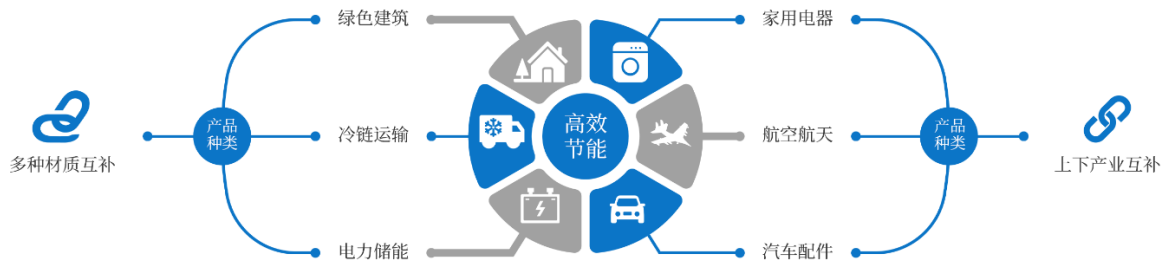 多种材质互补
产品
种类
绿色建筑
冷链运输
电力储能
高效
节能
家用电器
航空航天
汽车配件
产品
种类
上下产业互补